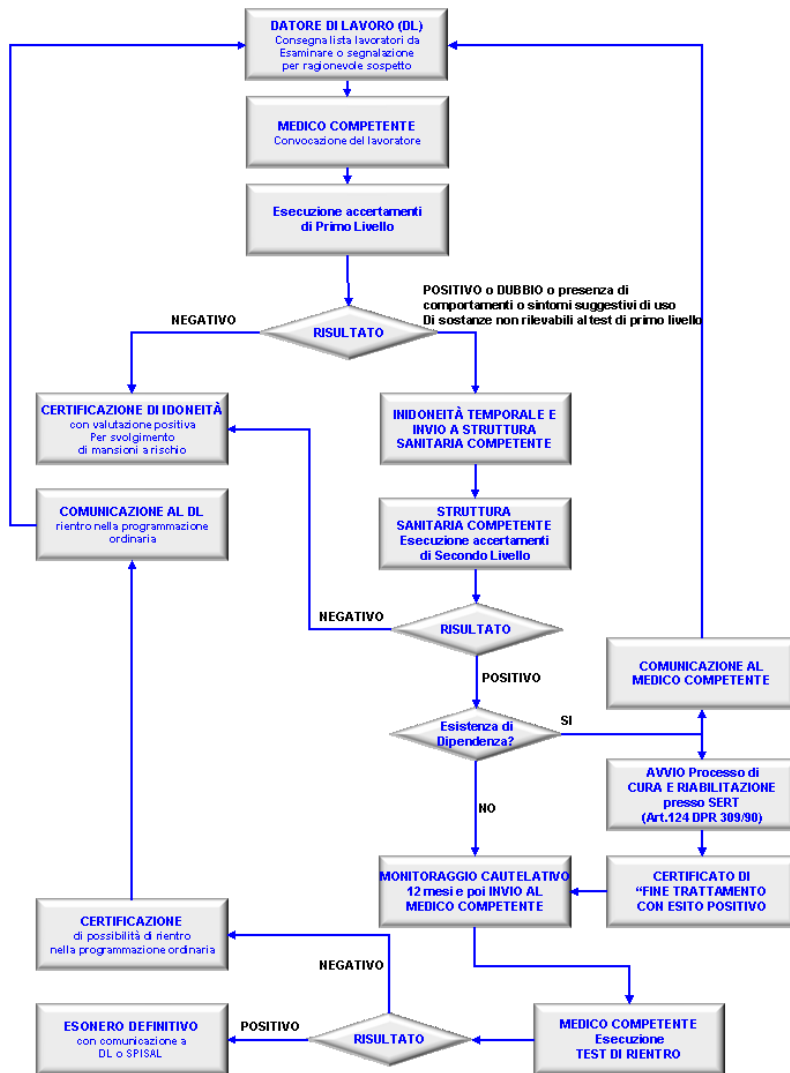 DATORE DI LAVORO (DL)
Consegna lista lavoratori da
Esaminare o segnalazione
per ragionevole sospetto
MEDICO COMPETENTE
Convocazione del lavoratore
Esecuzione accertamenti
di Primo Livello
POSITIVO o DUBBIO o presenza di
comportamenti o sintomi suggestivi di uso
Di sostanze non rilevabili al test di primo livello
NEGATIVO
RISULTATO
CERTIFICAZIONE DI IDONEITÀ
con valutazione positiva
Per svolgimento
di mansioni a rischio
INIDONEITÀ TEMPORALE E
INVIO A STRUTTURA
SANITARIA COMPETENTE
COMUNICAZIONE AL DL
rientro nella programmazione
ordinaria
STRUTTURA
SANITARIA COMPETENTE
Esecuzione accertamenti
di Secondo Livello
NEGATIVO
RISULTATO
POSITIVO
COMUNICAZIONE AL
MEDICO COMPETENTE
Esistenza di
Dipendenza?
SI
AVVIO Processo di
CURA E RIABILITAZIONE
presso SERT
(Art.124 DPR 309/90)
NO
MONITORAGGIO CAUTELATIVO
12 mesi e poi INVIO AL
MEDICO COMPETENTE
CERTIFICATO DI
“FINE TRATTAMENTO
CON ESITO POSITIVO
CERTIFICAZIONE
di possibilità di rientro
nella programmazione ordinaria
NEGATIVO
ESONERO DEFINITIVO
con comunicazione a
DL o SPISAL
POSITIVO
RISULTATO
MEDICO COMPETENTE
Esecuzione
TEST DI RIENTRO